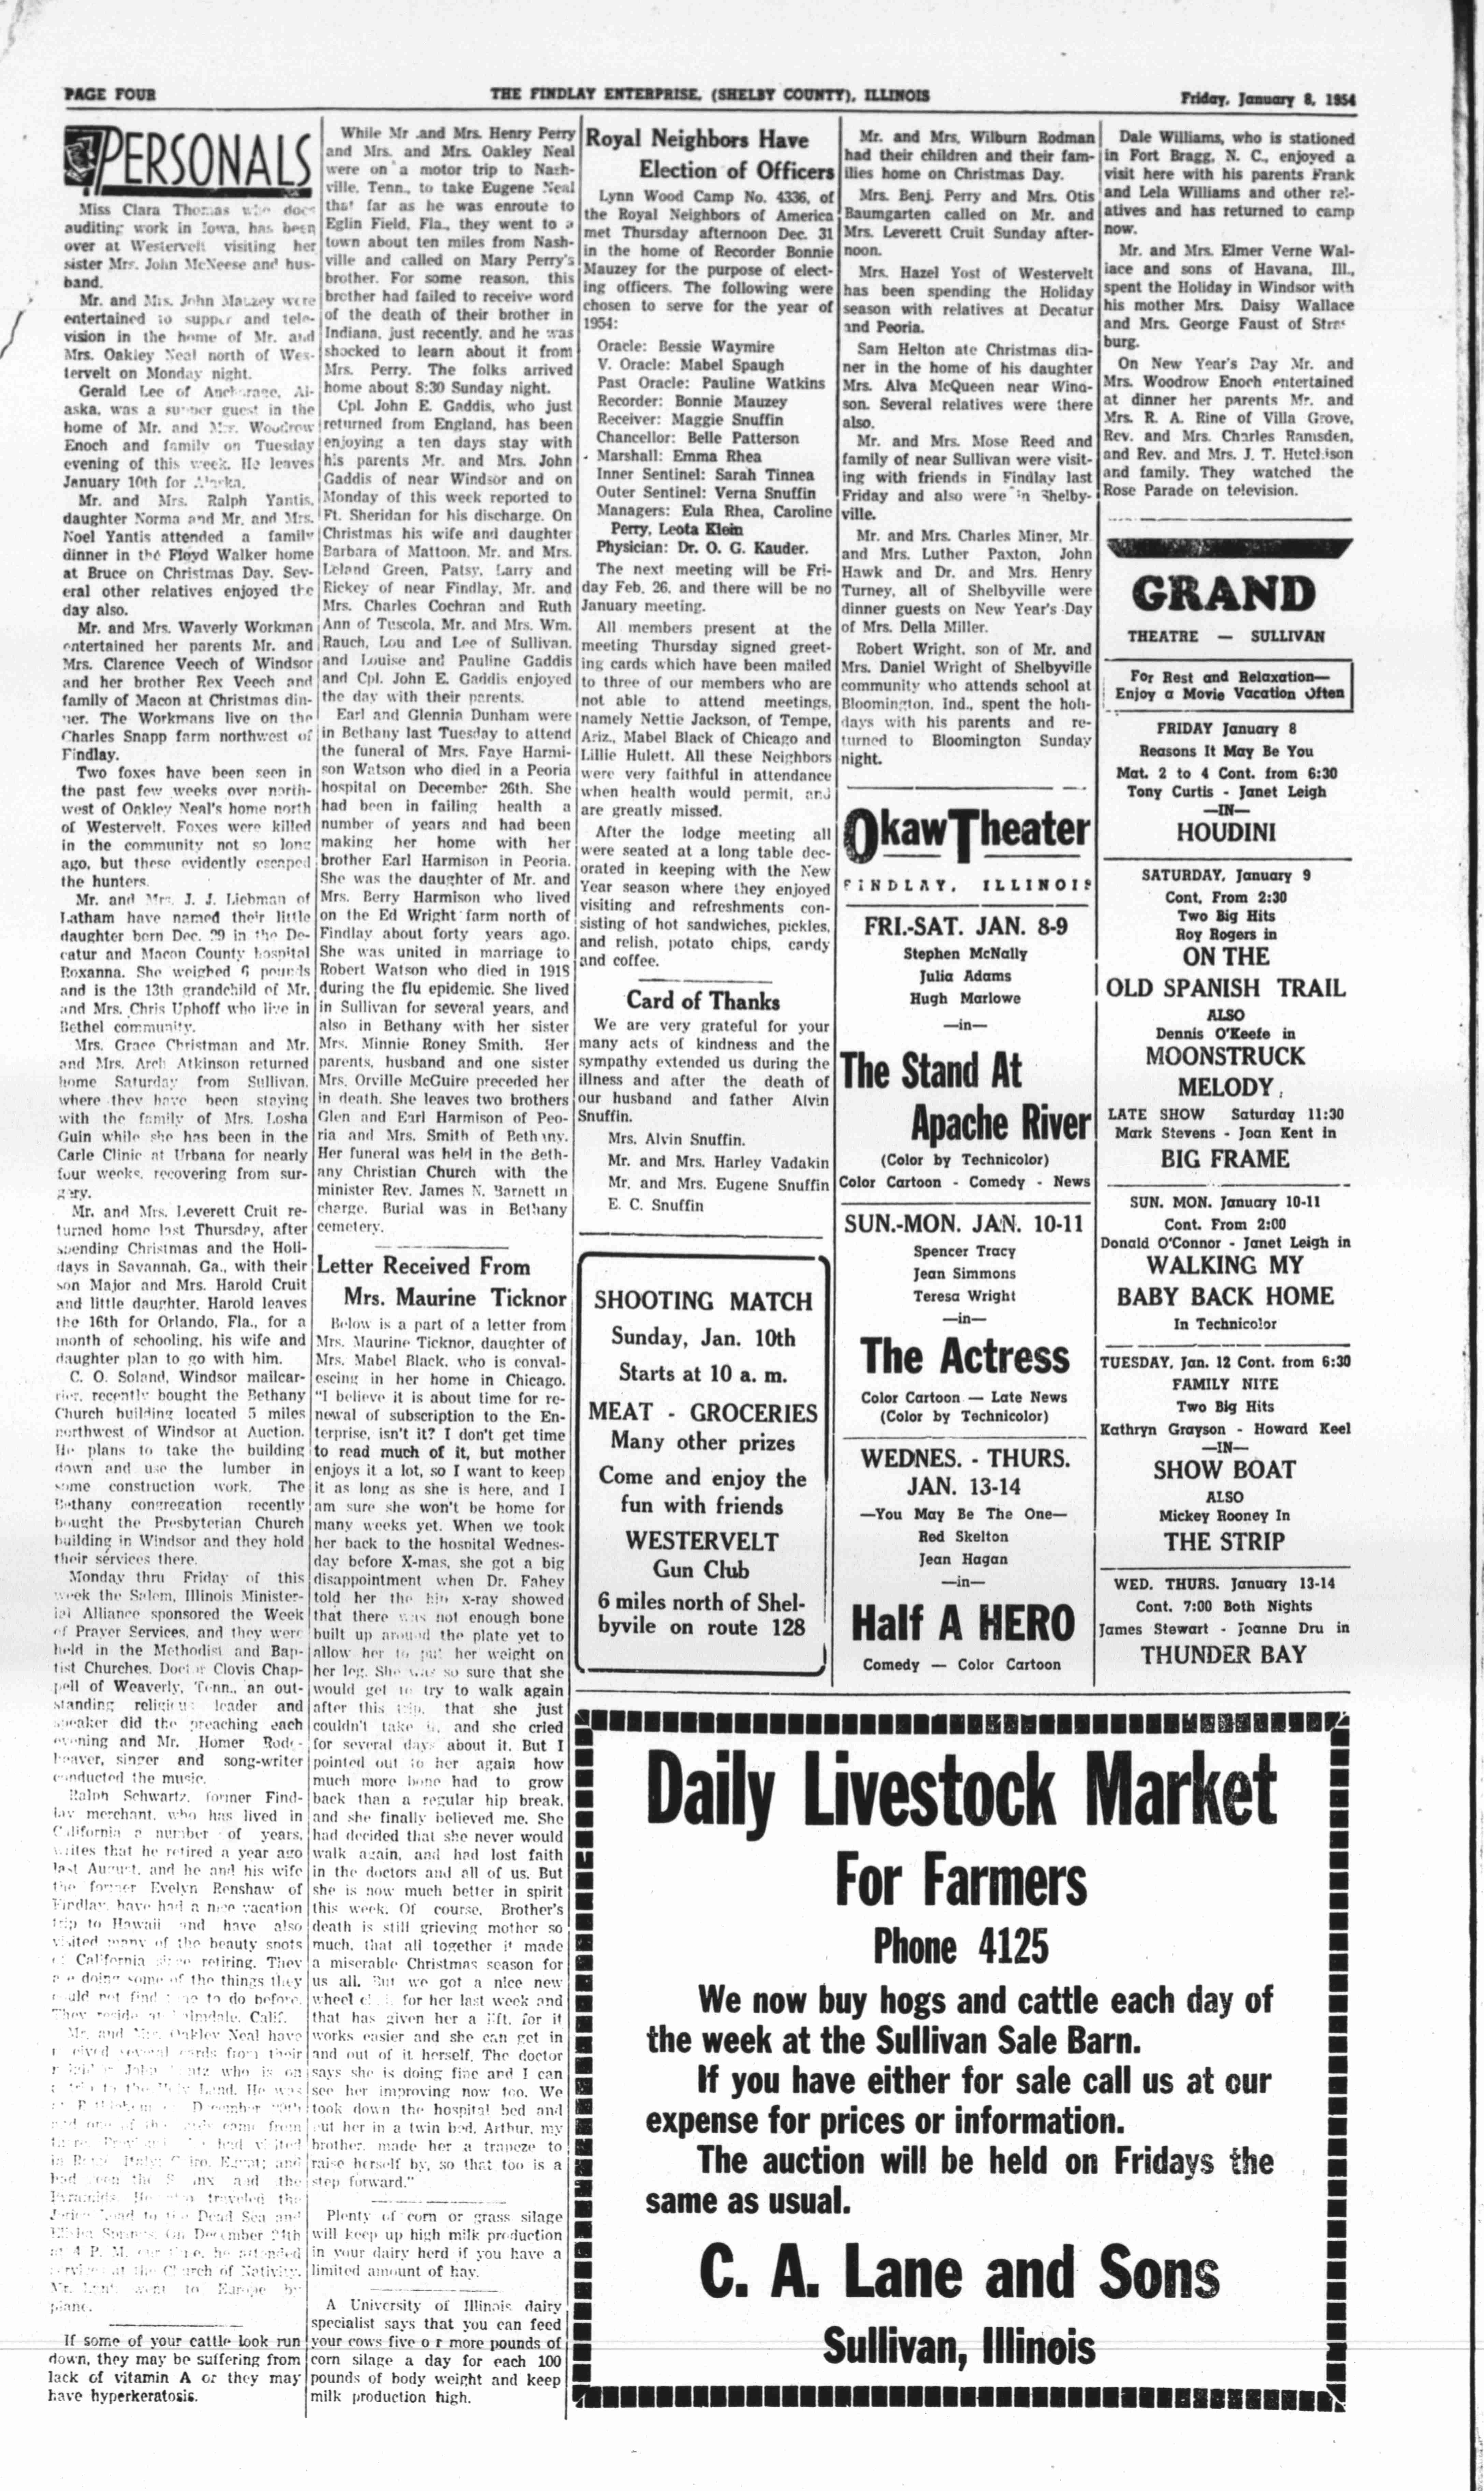 PAGE FOUR
THE FINDLAY ENTERPRISE, (SHELBY COUNTY), ILLINOIS
Friday, January 8, 1954
PERSONALS
Miss Clara Thomas who does
auditing work in Iowa, has been
over at Westervelt visiting her
sister Mrs. John McNeese and hus-
band.
Mr. and Mrs. John Mauzey were
entertained to supper and tele-
vision in the home of Mr. and
Mrs. Oakley Neal north of Wes-
tervelt on Monday night.
Gerald Lee of Anchorage, Al-
aska, was a supper guest in the
home of Mr. and Mrs. Woodrow
Enoch and family on Tuesday
evening of this week. He leaves
January 10th for Alaska.
Mr. and Mrs. Ralph Yantis,
daughter Norma and Mr. and Mrs.
Noel Yantis attended a family
dinner in the Floyd Walker home
at Bruce on Christmas Day. Sev-
eral other relatives enjoyed the
day also.
Mr. and Mrs. Waverly Workman
entertained her parents Mr. and
Mrs. Clarence Veech of Windsor
and her brother Rex Veech and
family of Macon at Christmas din-
ner. The Workmans live on the
Charles Snapp farm northwest of
Findlay.
Two foxes have been seen in
the past few weeks over north-
west of Oakley Neal's home north
of Westervelt. Foxes were killed
in the community not so long
ago, but these evidently escaped
the hunters.
Mr. and Mrs. J. J. Liebman of
Latham have named their little
daughter born Dec. 29 in the De-
catur and Macon County hospital
Roxanna. She weighed 6 pounds
and is the 13th grandchild of Mr.
and Mrs. Chris Uphoff who live in
Bethel community.
Mrs. Grace Christman and Mr.
and Mrs. Arch Atkinson returned
home Saturday from Sullivan,
where they have been staying
with the family of Mrs. Losha
Guin while she has been in the
Carle Clinic at Urbana for nearly
four weeks, recovering from sur-
gery.
Mr. and Mrs. Leverett Cruit re-
turned home last Thursday, after
spending Christmas and the Holi-
days in Savannah, Ga., with their
son Major and Mrs. Harold Cruit
and little daughter. Harold leaves
the 16th for Orlando, Fla., for a
month of schooling, his wife and
daughter plan to go with him.
C. O. Soland, Windsor mailcar-
rier, recently bought the Bethany
Church building located 5 miles
northwest of Windsor at Auction.
He plans to take the building
down and use the lumber in
some construction work. The
Bethany congregation recently
bought the Presbyterian Church
building in Windsor and they hold
their services there.
Monday thru Friday of this
week the Salem, Illinois Minister-
ial Alliance sponsored the Week
of Prayer Services, and they were
held in the Methodist and Bap-
tist Churches. Doctor Clovis Chap-
pell of Weaverly, Tenn., an out-
standing religious leader and
speaker did the preaching each
evening and Mr. Homer Rode-
heaver, singer and song-writer
conducted the music.
Ralph Schwartz, former Find-
lay merchant, who has lived in
California a number of years,
writes that he retired a year ago
last August, and he and his wife
the former Evelyn Renshaw of
Findlay, have had a nice vacation
trip to Hawaii and have also
visited many of the beauty spots
of California since retiring. They
are doing some of the things they
could not find time to do before.
They reside at Palmdale, Calif.
Mr. and Mrs. Oakley Neal have
received several cards from their
John who is on
to the Holy Land. He was
December
one of the came from
had visited
Italy; Egypt; and
had seen the and the
Pyramids. He traveled the
Road to the Dead Sea and
Springs. On December 24th
at 4 P. M. our time, he attended
services at the Church of Nativity.
Mr. went to Europe by
plane.
If some of your cattle look run
down, they may be suffering from
lack of vitamin A or they may
have hyperkeratosis.
While Mr .and Mrs. Henry Perry
and Mrs. and Mrs. Oakley Neal
were on a motor trip to Nash-
ville, Tenn., to take Eugene Neal
that far as he was enroute to
Eglin Field, Fla., they went to a
town about ten miles from Nash-
ville and called on Mary Perry's
brother. For some reason, this
brother had failed to receive word
of the death of their brother in
Indiana, just recently, and he was
shocked to learn about it from
Mrs. Perry. The folks arrived
home about 8:30 Sunday night.
Cpl. John E. Gaddis, who just
returned from England, has been
enjoying a ten days stay with
his parents Mr. and Mrs. John
Gaddis of near Windsor and on
Monday of this week reported to
Ft. Sheridan for his discharge. On
Christmas his wife and daughter
Barbara of Mattoon, Mr. and Mrs.
Leland Green, Patsy, Larry and
Rickey of near Findlay, Mr. and
Mrs. Charles Cochran and Ruth
Ann of Tuscola, Mr. and Mrs. Wm.
Rauch, Lou and Lee of Sullivan,
and Louise and Pauline Gaddis
and Cpl. John E. Gaddis enjoyed
the day with their parents.
Earl and Glennia Dunham were
in Bethany last Tuesday to attend
the funeral of Mrs. Faye Harmi-
son Watson who died in a Peoria
hospital on December 26th. She
had been in failing health a
number of years and had been
making her home with her
brother Earl Harmison in Peoria.
She was the daughter of Mr. and
Mrs. Berry Harmison who lived
on the Ed Wright farm north of
Findlay about forty years ago.
She was united in marriage to
Robert Watson who died in 1918
during the flu epidemic. She lived
in Sullivan for several years, and
also in Bethany with her sister
Mrs. Minnie Roney Smith. Her
parents, husband and one sister
Mrs. Orville McGuire preceded her
in death. She leaves two brothers
Glen and Earl Harmison of Peo-
ria and Mrs. Smith of Bethany.
Her funeral was held in the Beth-
any Christian Church with the
minister Rev. James N. Barnett in
charge. Burial was in Bethany
cemetery.
Letter Received From
Mrs. Maurine Ticknor
Below is a part of a letter from
Mrs. Maurine Ticknor, daughter of
Mrs. Mabel Black, who is conval-
escing in her home in Chicago.
"I believe it is about time for re-
newal of subscription to the En-
terprise, isn't it? I don't get time
to read much of it, but mother
enjoys it a lot, so I want to keep
it as long as she is here, and I
am sure she won't be home for
many weeks yet. When we took
her back to the hosnital Wednes-
day before X-mas, she got a big
disappointment when Dr. Fahey
told her the hip x-ray showed
that there was not enough bone
built up around the plate yet to
allow her to put her weight on
her leg. She was so sure that she
would get to try to walk again
after this trip, that she just
couldn't take it, and she cried
for several days about it. But I
pointed out to her again how
much more bone had to grow
back than a regular hip break,
and she finally believed me. She
had decided that she never would
walk again, and had lost faith
in the doctors and all of us. But
she is now much better in spirit
this week. Of course, Brother's
death is still grieving mother so
much, that all together it made
a miserable Christmas season for
us all. But we got a nice new
wheel chair for her last week and
that has given her a lift, for it
works easier and she can get in
and out of it herself. The doctor
says she is doing fine and I can
see her improving now too. We
took down the hospital bed and
put her in a twin bed. Arthur, my
brother, made her a trapeze to
raise herself by, so that too is a
step forward."
Plenty of corn or grass silage
will keep up high milk production
in your dairy herd if you have a
limited amount of hay.
A University of Illinois dairy
specialist says that you can feed
your cows five o r more pounds of
corn silage a day for each 100
pounds of body weight and keep
milk production high.
Royal Neighbors Have
Election of Officers
Lynn Wood Camp No. 4336, of
the Royal Neighbors of America
met Thursday afternoon Dec. 31
in the home of Recorder Bonnie
Mauzey for the purpose of elect-
ing officers. The following were
chosen to serve for the year of
1954:
Oracle: Bessie Waymire
V. Oracle: Mabel Spaugh
Past Oracle: Pauline Watkins
Recorder: Bonnie Mauzey
Receiver: Maggie Snuffin
Chancellor: Belle Patterson
Marshall: Emma Rhea
Inner Sentinel: Sarah Tinnea
Outer Sentinel: Verna Snuffin
Managers: Eula Rhea, Caroline
Perry, Leota Klein
Physician: Dr. O. G. Kauder.
The next meeting will be Fri-
day Feb. 26, and there will be no
January meeting.
All members present at the
meeting Thursday signed greet-
ing cards which have been mailed
to three of our members who are
not able to attend meetings,
namely Nettie Jackson, of Tempe,
Ariz., Mabel Black of Chicago and
Lillie Hulett. All these Neighbors
were very faithful in attendance
when health would permit, and
are greatly missed.
After the lodge meeting all
were seated at a long table dec-
orated in keeping with the New
Year season where they enjoyed
visiting and refreshments con-
sisting of hot sandwiches, pickles,
and relish, potato chips, candy
and coffee.
Card of Thanks
We are very grateful for your
many acts of kindness and the
sympathy extended us during the
illness and after the death of
our husband and father Alvin
Snuffin.
Mrs. Alvin Snuffin.
Mr. and Mrs. Harley Vadakin
Mr. and Mrs. Eugene Snuffin
E. C. Snuffin
SHOOTING MATCH
Sunday, Jan. 10th
Starts at 10 a. m.
MEAT - GROCERIES
Many other prizes
Come and enjoy the
fun with friends
WESTERVELT
Gun Club
6 miles north of Shel-
byvile on route 128
Mr. and Mrs. Wilburn Rodman
had their children and their fam-
ilies home on Christmas Day.
Mrs. Benj. Perry and Mrs. Otis
Baumgarten called on Mr. and
Mrs. Leverett Cruit Sunday after-
noon.
Mrs. Hazel Yost of Westervelt
has been spending the Holiday
season with relatives at Decatur
and Peoria.
Sam Helton ate Christmas din-
ner in the home of his daughter
Mrs. Alva McQueen near Wind-
son. Several relatives were there
also.
Mr. and Mrs. Mose Reed and
family of near Sullivan were visit-
ing with friends in Findlay last
Friday and also were in Shelby-
ville.
Mr. and Mrs. Charles Miner, Mr.
and Mrs. Luther Paxton, John
Hawk and Dr. and Mrs. Henry
Turney, all of Shelbyville were
dinner guests on New Year's Day
of Mrs. Della Miller.
Robert Wright, son of Mr. and
Mrs. Daniel Wright of Shelbyville
community who attends school at
Bloomington, Ind., spent the holi-
days with his parents and re-
turned to Bloomington Sunday
night.
Okaw Theater
FINDLAY, ILLINOIS
FRI.-SAT. JAN. 8-9
Stephen McNally
Julia Adams
Hugh Marlowe
—in—
The Stand At
Apache River
(Color by Technicolor)
Color Cartoon - Comedy - News
SUN.-MON. JAN. 10-11
Spencer Tracy
Jean Simmons
Teresa Wright
—in—
The Actress
Color Cartoon — Late News
(Color by Technicolor)
WEDNES. - THURS.
JAN. 13-14
—You May Be The One—
Red Skelton
Jean Hagan
—in—
Half A HERO
Comedy — Color Cartoon
Dale Williams, who is stationed
in Fort Bragg, N. C., enjoyed a
visit here with his parents Frank
and Lela Williams and other rel-
atives and has returned to camp
now.
Mr. and Mrs. Elmer Verne Wal-
lace and sons of Havana, Ill.,
spent the Holiday in Windsor with
his mother Mrs. Daisy Wallace
and Mrs. George Faust of Stras-
burg.
On New Year's Day Mr. and
Mrs. Woodrow Enoch entertained
at dinner her parents Mr. and
Mrs. R. A. Rine of Villa Grove,
Rev. and Mrs. Charles Ramsden,
and Rev. and Mrs. J. T. Hutchison
and family. They watched the
Rose Parade on television.
GRAND
THEATRE — SULLIVAN
For Rest and Relaxation—
Enjoy a Movie Vacation Often
FRIDAY January 8
Reasons It May Be You
Mat. 2 to 4 Cont. from 6:30
Tony Curtis - Janet Leigh
—IN—
HOUDINI
SATURDAY, January 9
Cont. From 2:30
Two Big Hits
Roy Rogers in
ON THE
OLD SPANISH TRAIL
ALSO
Dennis O'Keefe in
MOONSTRUCK
MELODY
LATE SHOW Saturday 11:30
Mark Stevens - Joan Kent in
BIG FRAME
SUN. MON. January 10-11
Cont. From 2:00
Donald O'Connor - Janet Leigh in
WALKING MY
BABY BACK HOME
In Technicolor
TUESDAY, Jan. 12 Cont. from 6:30
FAMILY NITE
Two Big Hits
Kathryn Grayson - Howard Keel
—IN—
SHOW BOAT
ALSO
Mickey Rooney In
THE STRIP
WED. THURS. January 13-14
Cont. 7:00 Both Nights
James Stewart - Joanne Dru in
THUNDER BAY
Daily Livestock Market
For Farmers
Phone 4125
We now buy hogs and cattle each day of
the week at the Sullivan Sale Barn.
If you have either for sale call us at our
expense for prices or information.
The auction will be held on Fridays the
same as usual.
C. A. Lane and Sons
Sullivan, Illinois